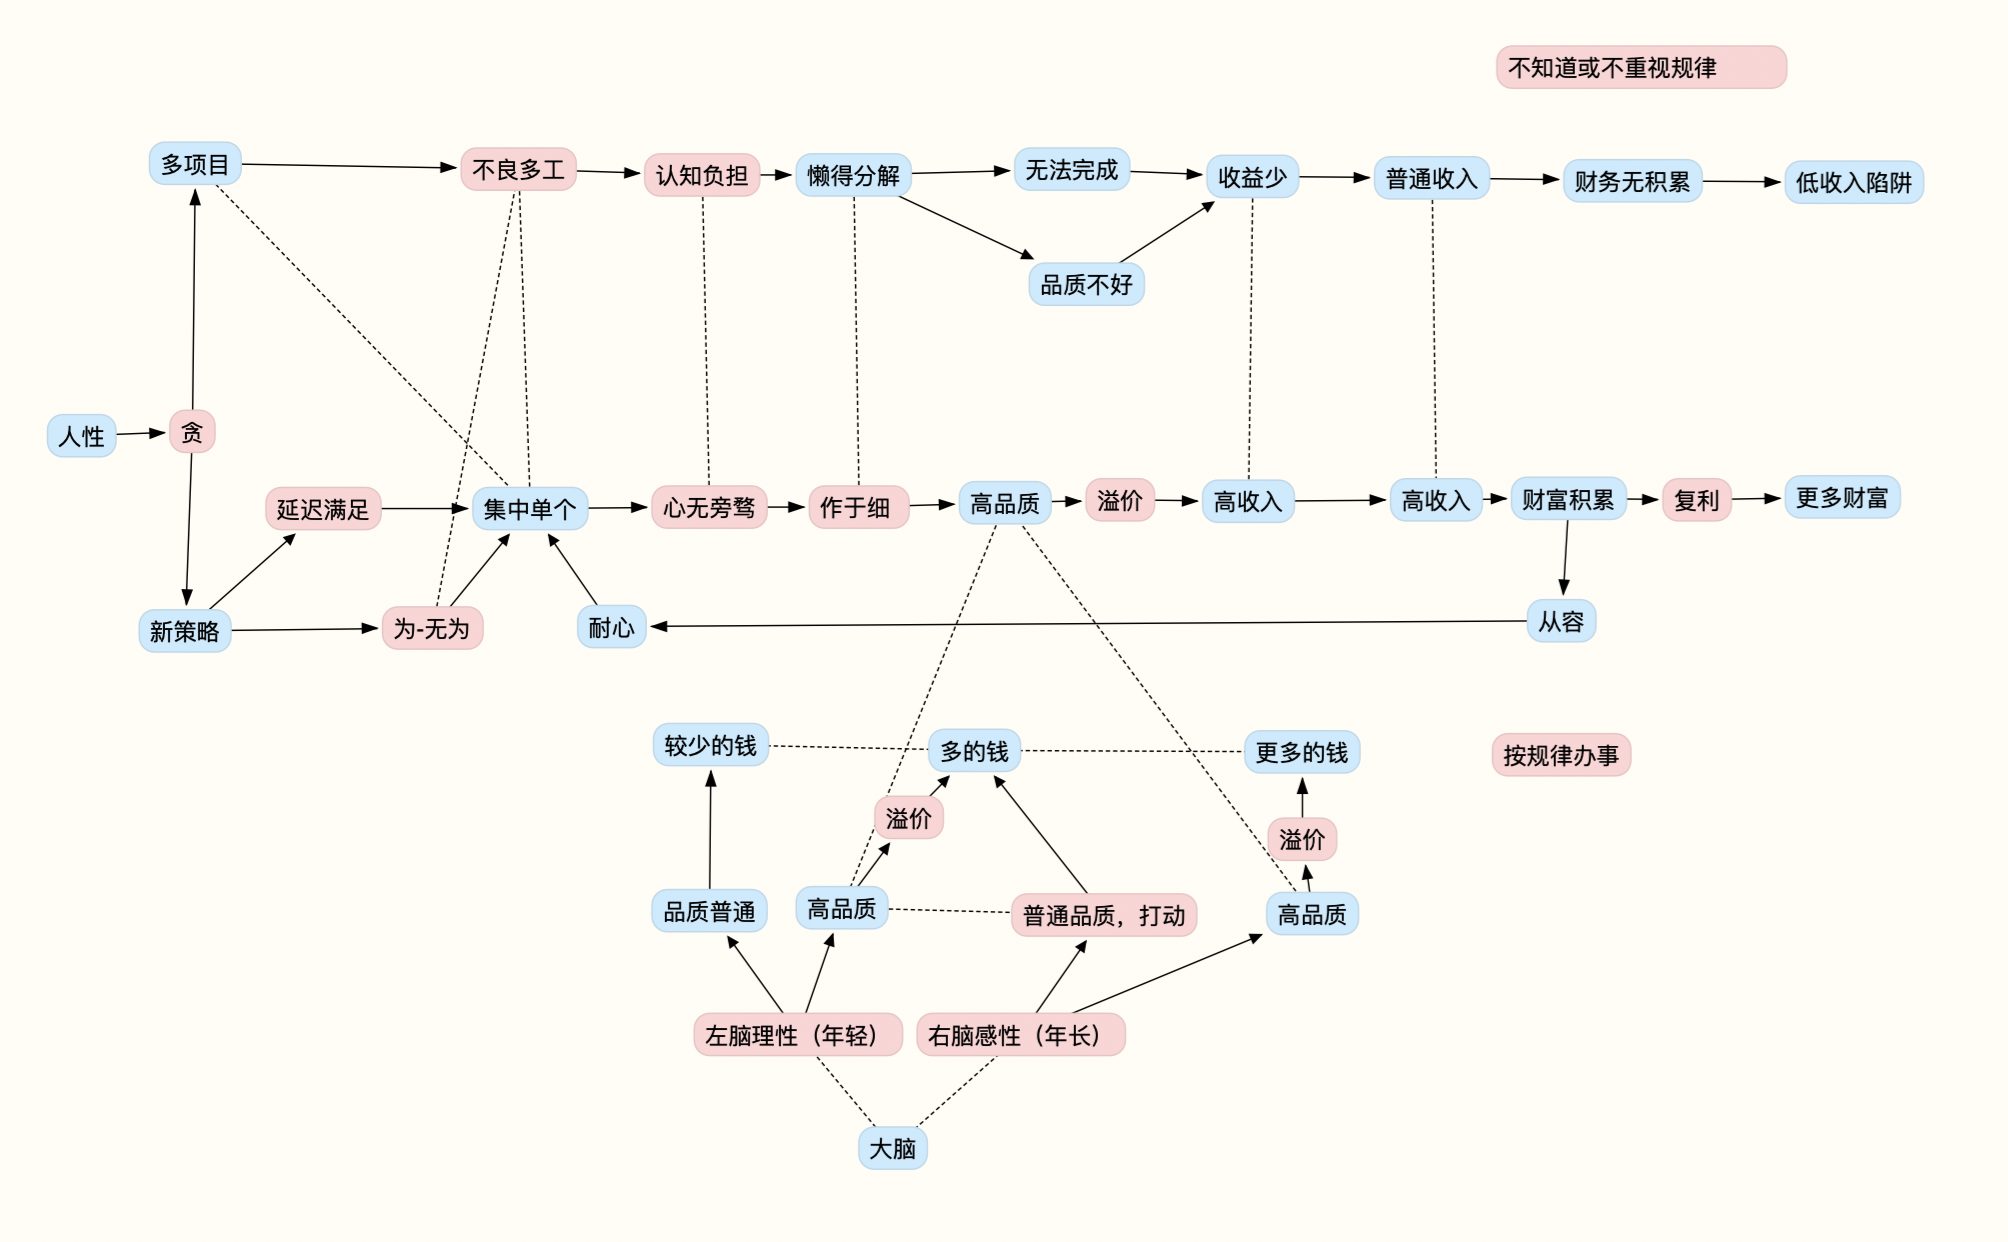 不知道或不重视规律
多项目
不良多工
认知负担
懒得分解
无法完成
收益少
普通收入
财务无积累
低收入陷阱
品质不好
人性
贪
延迟满足
集中单个
心无旁骛
作于细
高品质
溢价
高收入
高收入
财富积累
复利
更多财富
新策略
为-无为
耐心
从容
较少的钱
多的钱
更多的钱
按规律办事
溢价
溢价
品质普通
高品质
普通品质，打动
高品质
左脑理性（年轻）
右脑感性（年长）
大脑